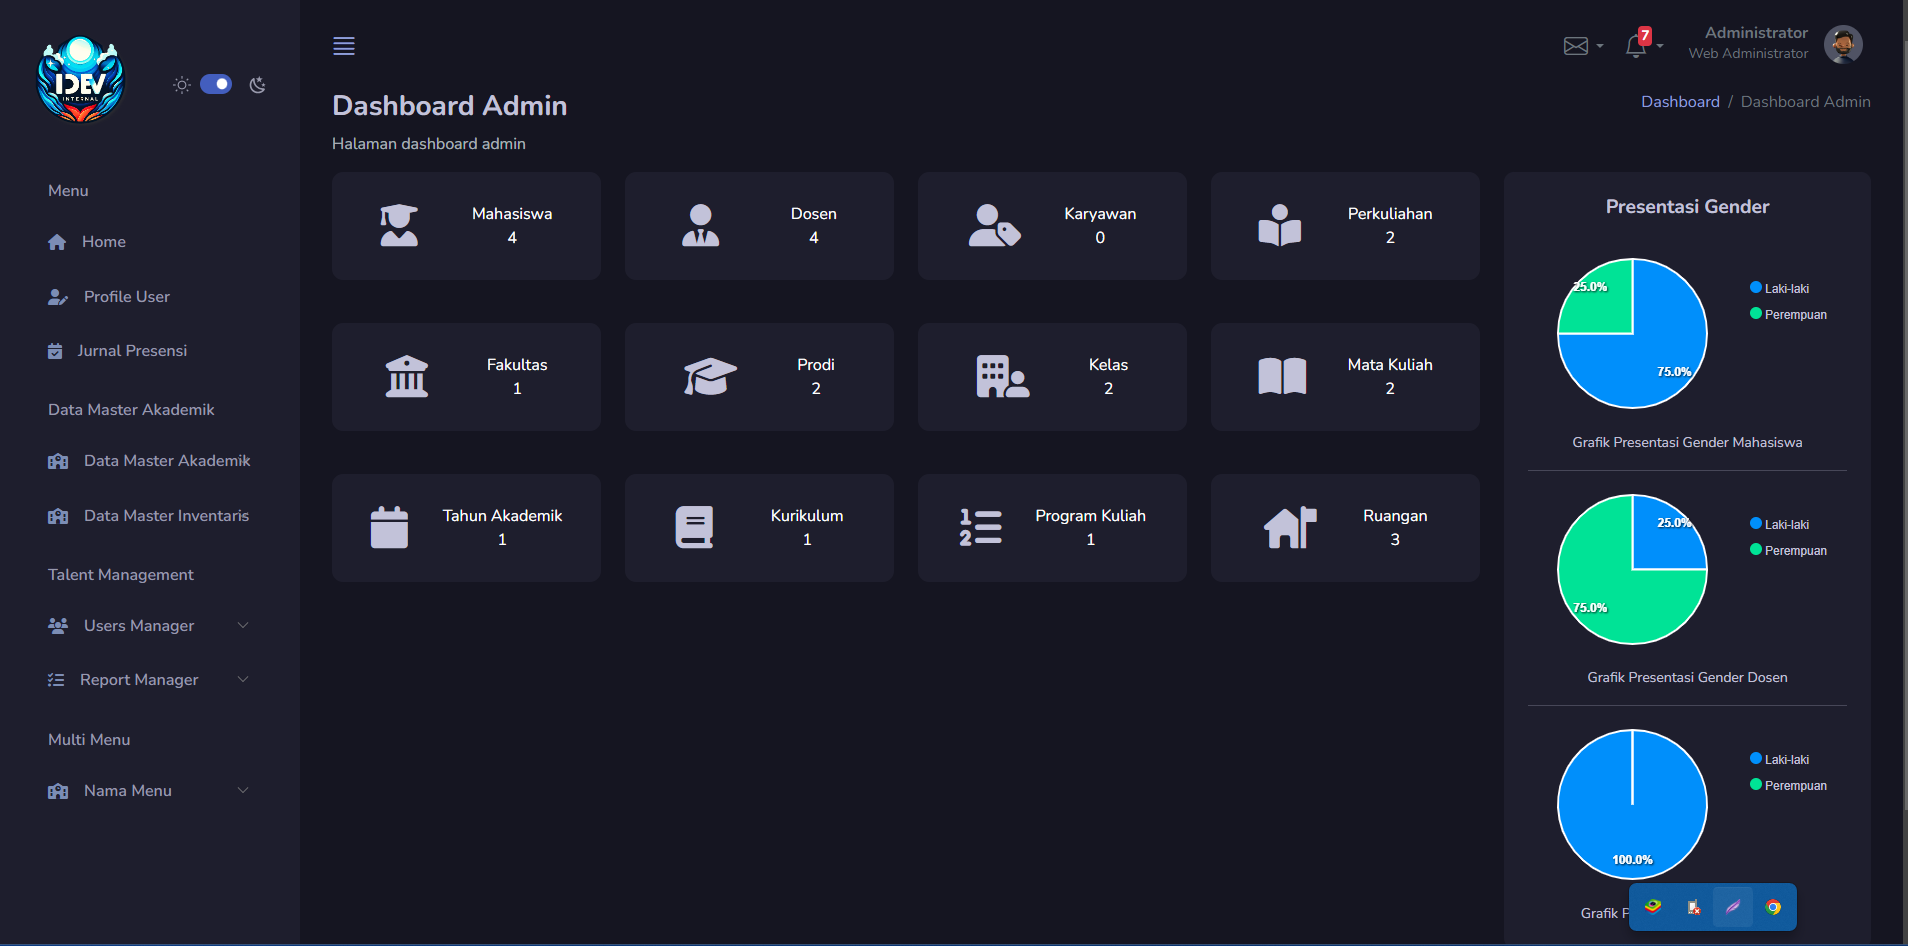 IDEV
INTERNAL
7
Administrator
Web Administrator
Dashboard Admin
Dashboard / Dashboard Admin
Halaman dashboard admin
Menu
Home
Profile User
Jurnal Presensi
Data Master Akademik
Data Master Akademik
Data Master Inventaris
Talent Management
Users Manager
Report Manager
Multi Menu
Nama Menu
Mahasiswa
4
Dosen
4
Karyawan
0
Perkuliahan
2
Fakultas
1
Prodi
2
Kelas
2
Mata Kuliah
2
Tahun Akademik
1
Kurikulum
1
1
2
Program Kuliah
1
Ruangan
3
Presentasi Gender
25.0%
75.0%
Laki-laki
Perempuan
Grafik Presentasi Gender Mahasiswa
25.0%
75.0%
Laki-laki
Perempuan
Grafik Presentasi Gender Dosen
100.0%
Laki-laki
Perempuan
Grafik